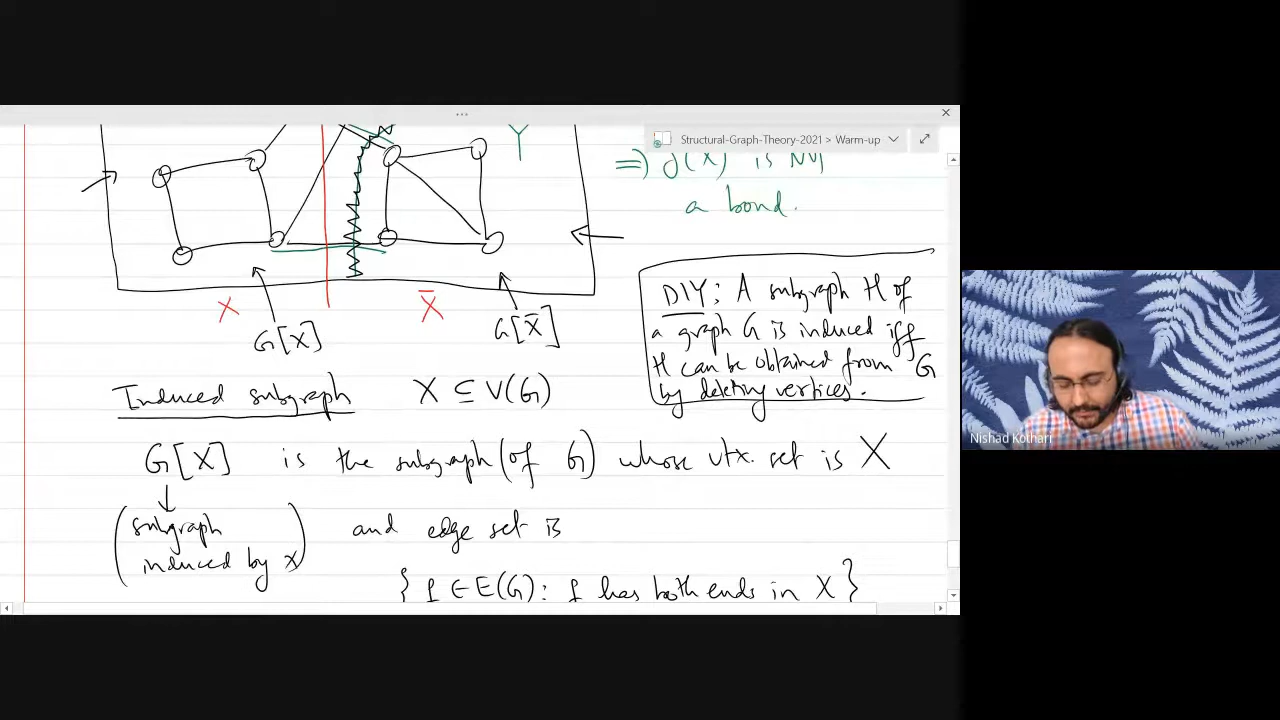 Structural-Graph-Theory-2021 > Warm-up
Y
⇒ ∂(X) is Not
a bond.
DIY: A subgraph H of
a graph G is induced iff
H can be obtained from G
by deleting vertices.
X
X̄
G[X]
G[X̄]
Induced subgraph X ⊆ V(G)
G[X] is the subgraph (of G) whose vtx. set is X
(subgraph
induced by X)
and edge set is
{f ∈ E(G): f has both ends in X}
Nishad Kothari